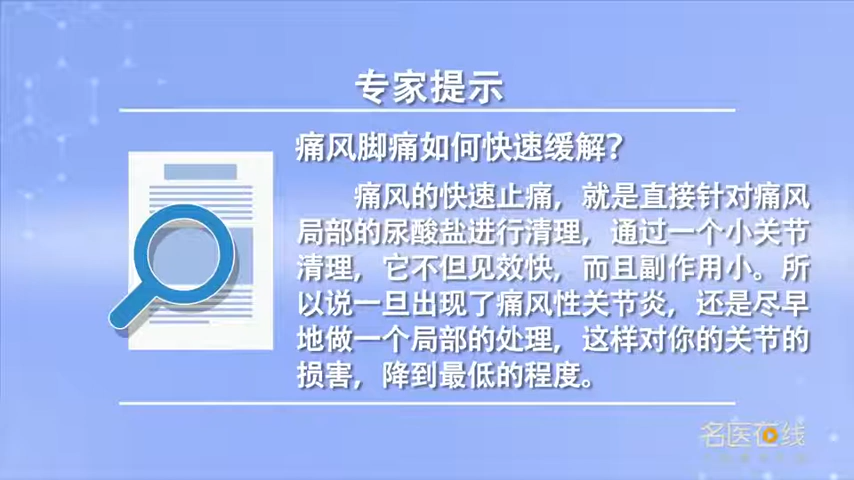 专家提示
痛风脚痛如何快速缓解？
痛风的快速止痛，就是直接针对痛风
局部的尿酸盐进行清理，通过一个小关节
清理，它不但见效快，而且副作用小。所
以说一旦出现了痛风性关节炎，还是尽早
地做一个局部的处理，这样对你的关节的
损害，降到最低的程度。
名医在线